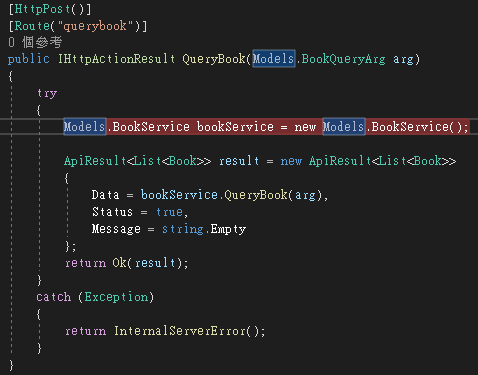 [HttpPost()]
[Route("querybook")]
0 個參考
public IHttpActionResult QueryBook(Models.BookQueryArg arg)
{
try
{
Models.BookService bookService = new Models.BookService();
ApiResult<List<Book>> result = new ApiResult<List<Book>>
{
Data = bookService.QueryBook(arg),
Status = true,
Message = string.Empty
};
return Ok(result);
}
catch (Exception)
{
return InternalServerError();
}
}